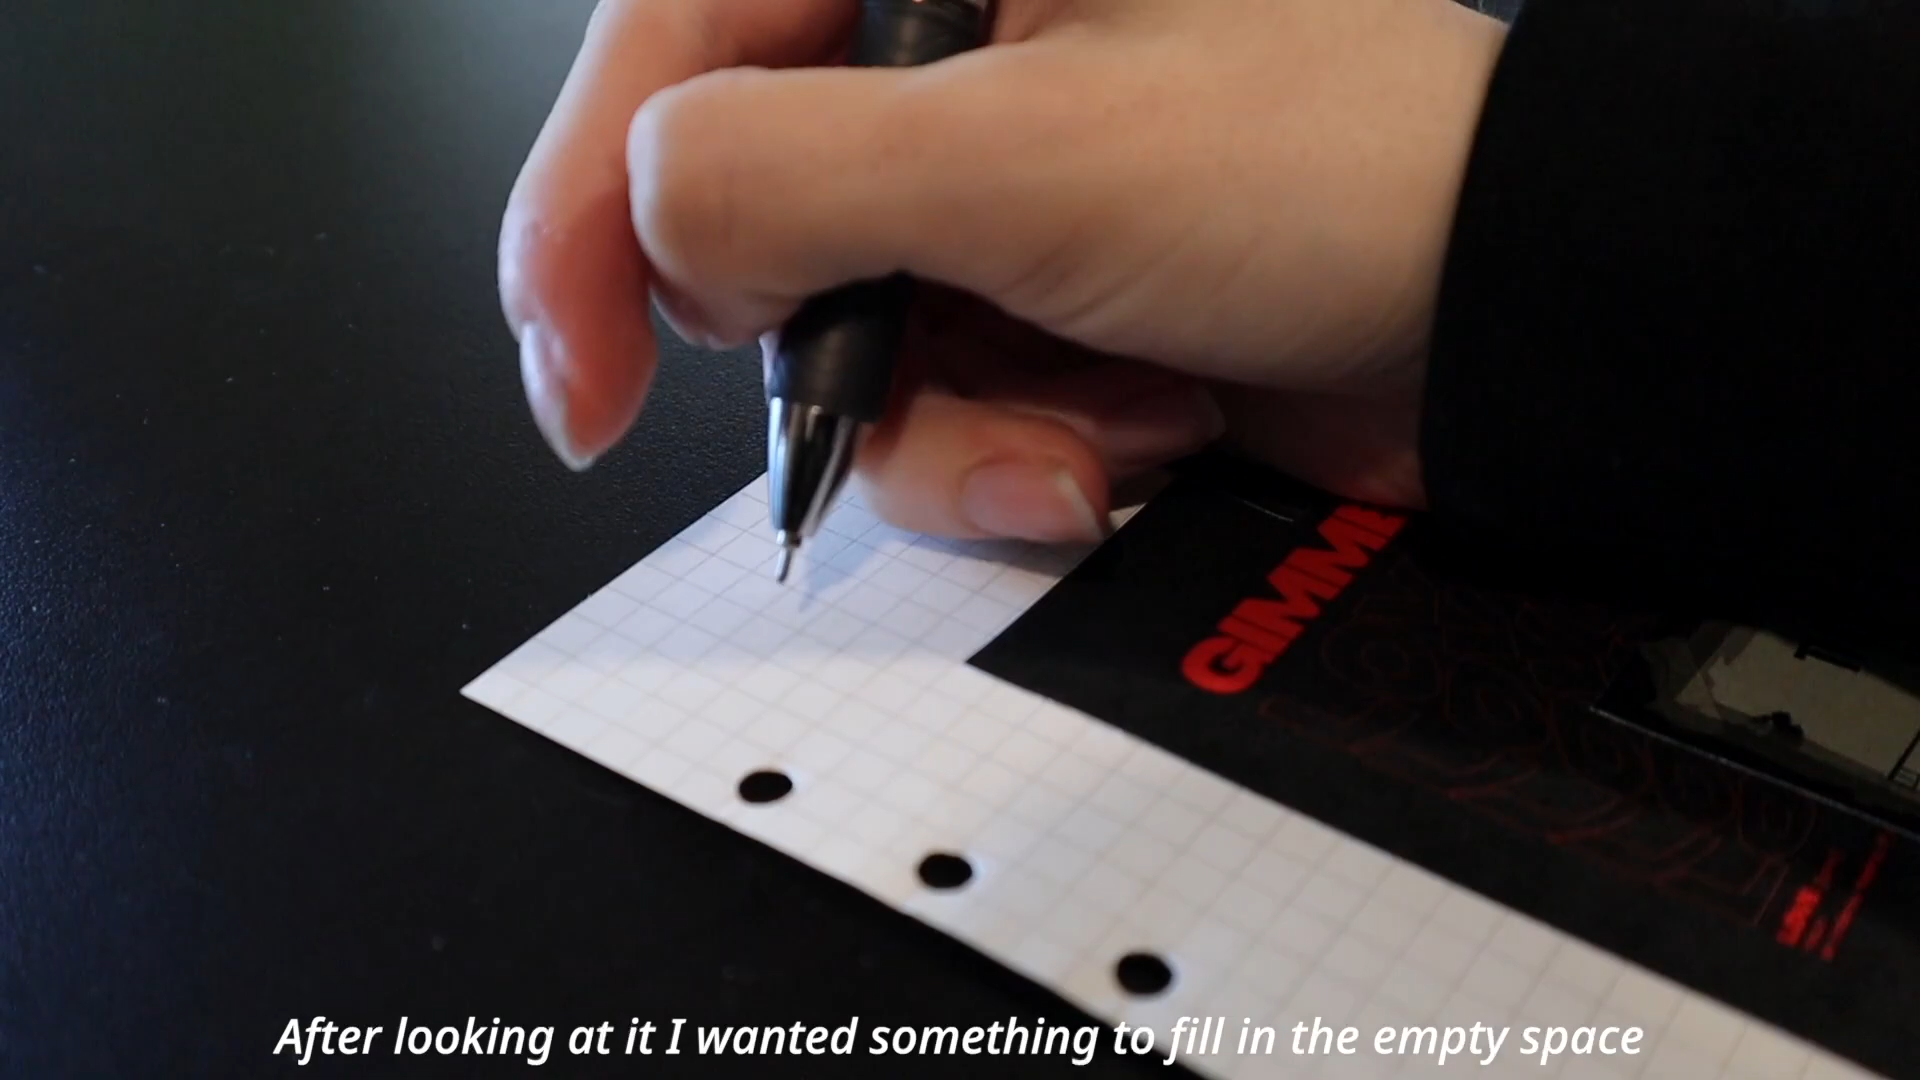 GIMME
After looking at it I wanted something to fill in the empty space